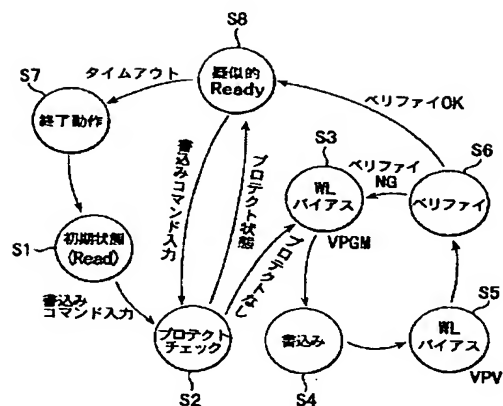 S8
疑似的
Ready
S7
タイムアウト
終了動作
ベリファイOK
S3
S6
書込み
コマンド入力
プロテクト状態
WL
バイアス
VPGM
ベリファイ
NG
ベリファイ
S1
初期状態
(Read)
プロテクトなし
S5
書込み
コマンド入力
プロテクト
チェック
S2
書込み
S4
WL
バイアス
VPV